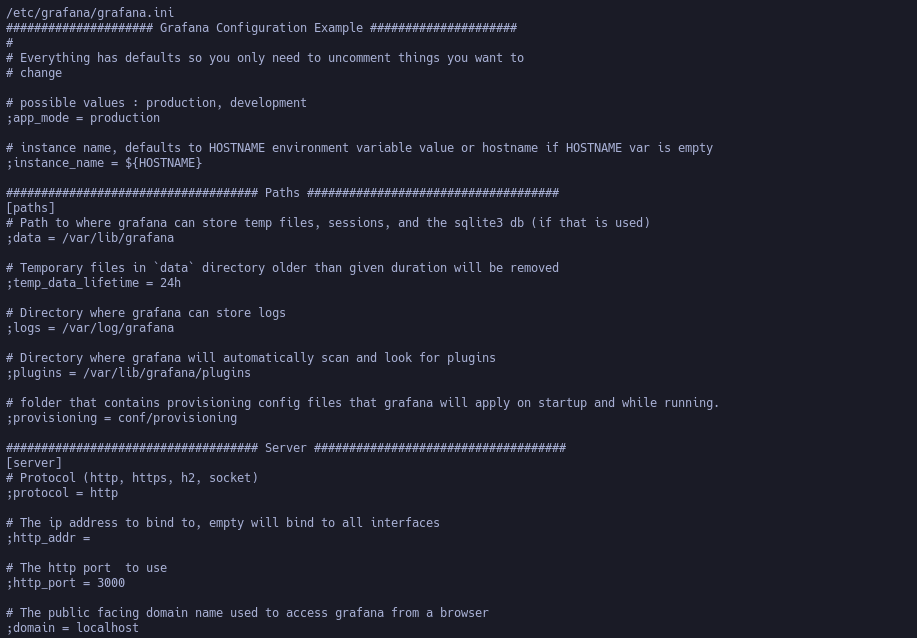 /etc/grafana/grafana.ini
##################### Grafana Configuration Example #####################
#
# Everything has defaults so you only need to uncomment things you want to
# change

# possible values : production, development
;app_mode = production

# instance name, defaults to HOSTNAME environment variable value or hostname if HOSTNAME var is empty
;instance_name = ${HOSTNAME}

#################################### Paths ####################################
[paths]
# Path to where grafana can store temp files, sessions, and the sqlite3 db (if that is used)
;data = /var/lib/grafana

# Temporary files in `data` directory older than given duration will be removed
;temp_data_lifetime = 24h

# Directory where grafana can store logs
;logs = /var/log/grafana

# Directory where grafana will automatically scan and look for plugins
;plugins = /var/lib/grafana/plugins

# folder that contains provisioning config files that grafana will apply on startup and while running.
;provisioning = conf/provisioning

#################################### Server ####################################
[server]
# Protocol (http, https, h2, socket)
;protocol = http

# The ip address to bind to, empty will bind to all interfaces
;http_addr =

# The http port  to use
;http_port = 3000

# The public facing domain name used to access grafana from a browser
;domain = localhost